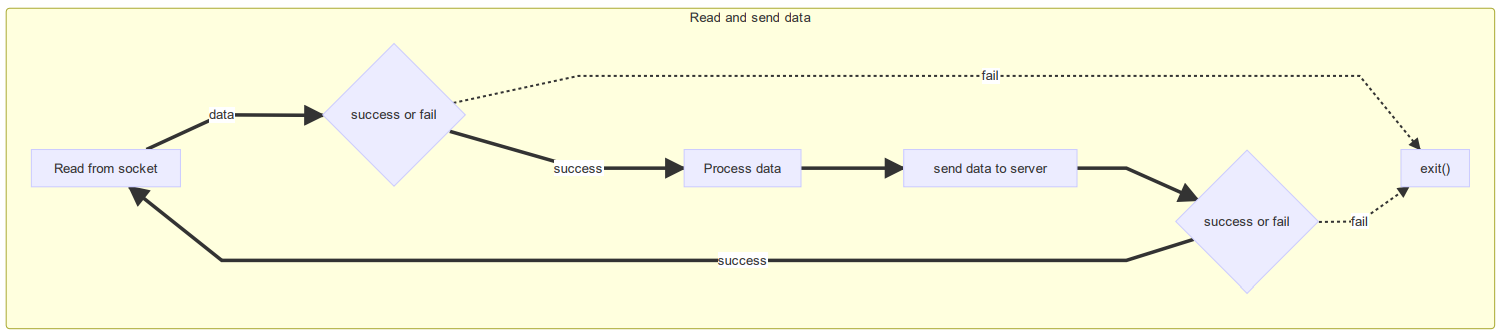 Read and send data
fail
data
success or fail
Read from socket
success
Process data
send data to server
exit()
success or fail
fail
success